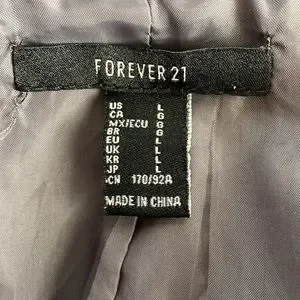 FOREVER 21
US L
CA G
MX/ECU G
BR G
EU L
UK L
KR L
JP L
CN 170/92A
MADE IN CHINA